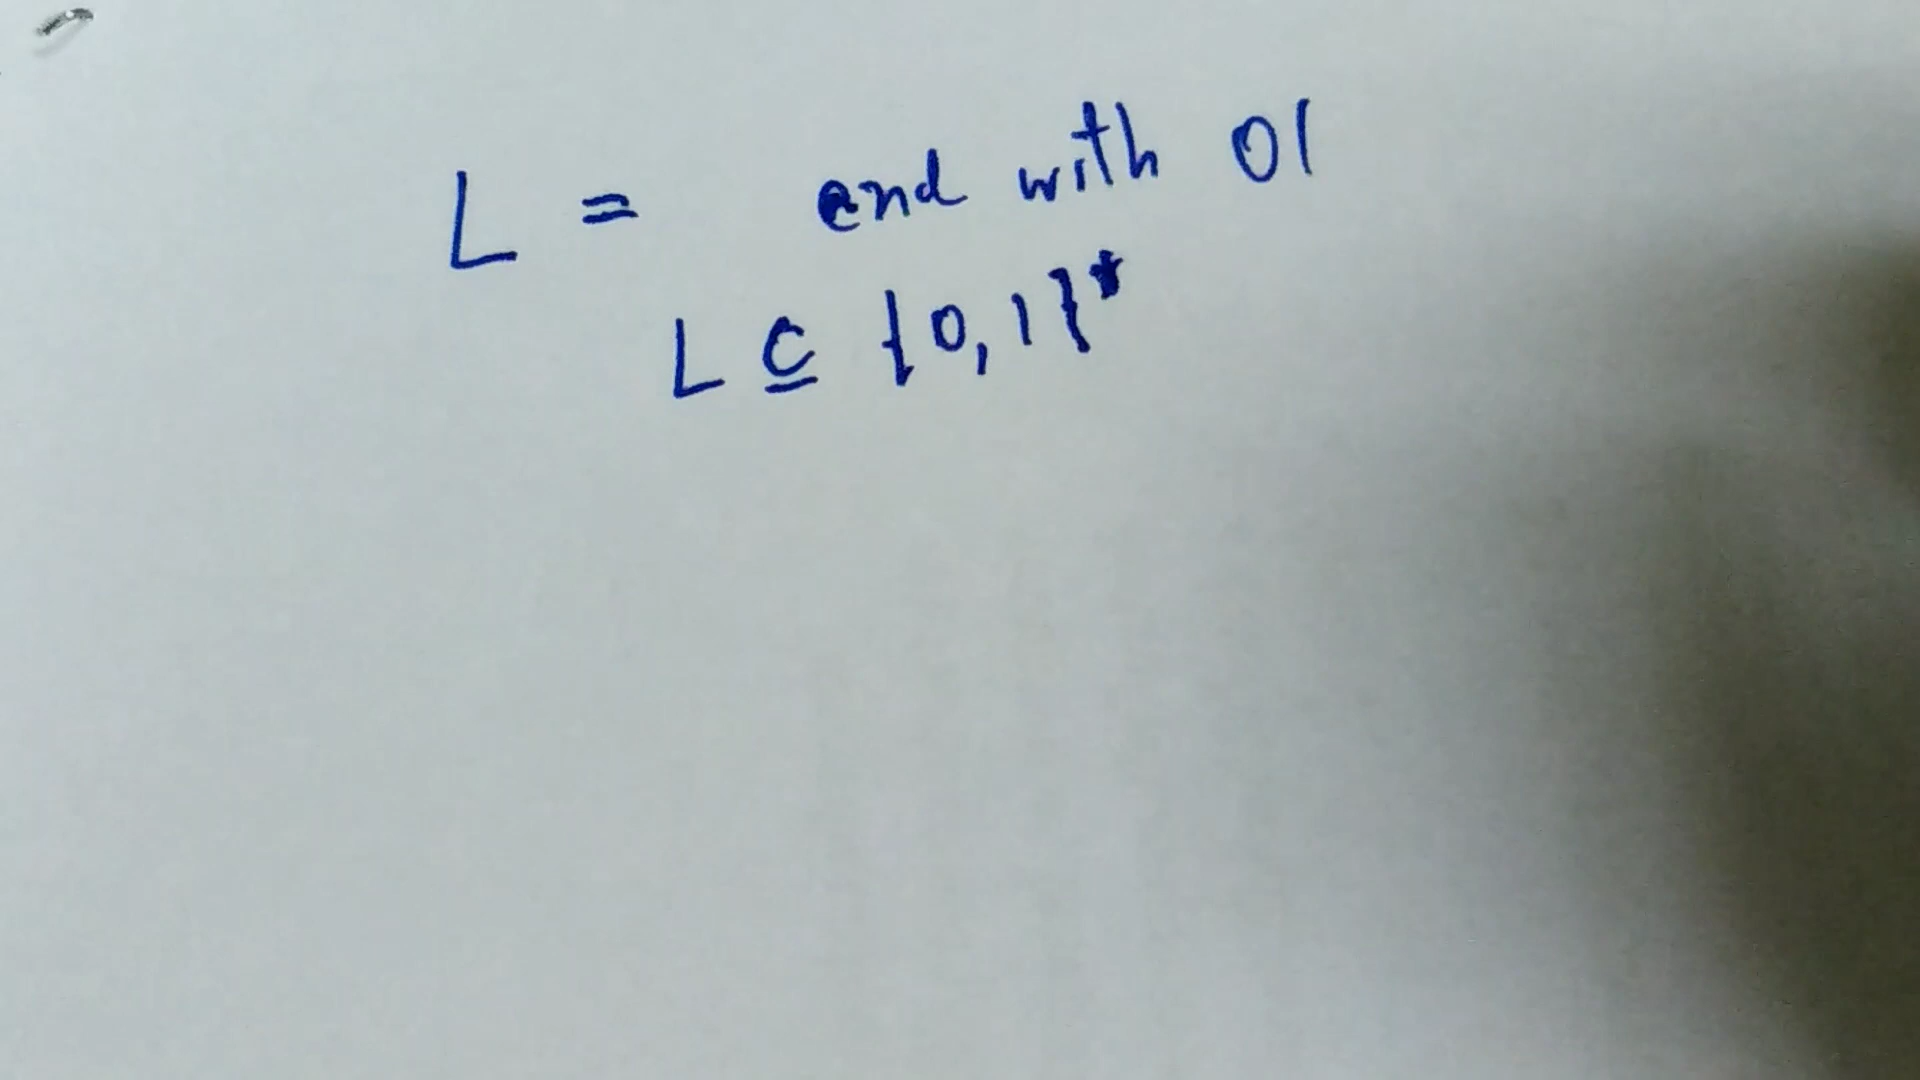 L = end with 01
L ⊆ {0,1}*